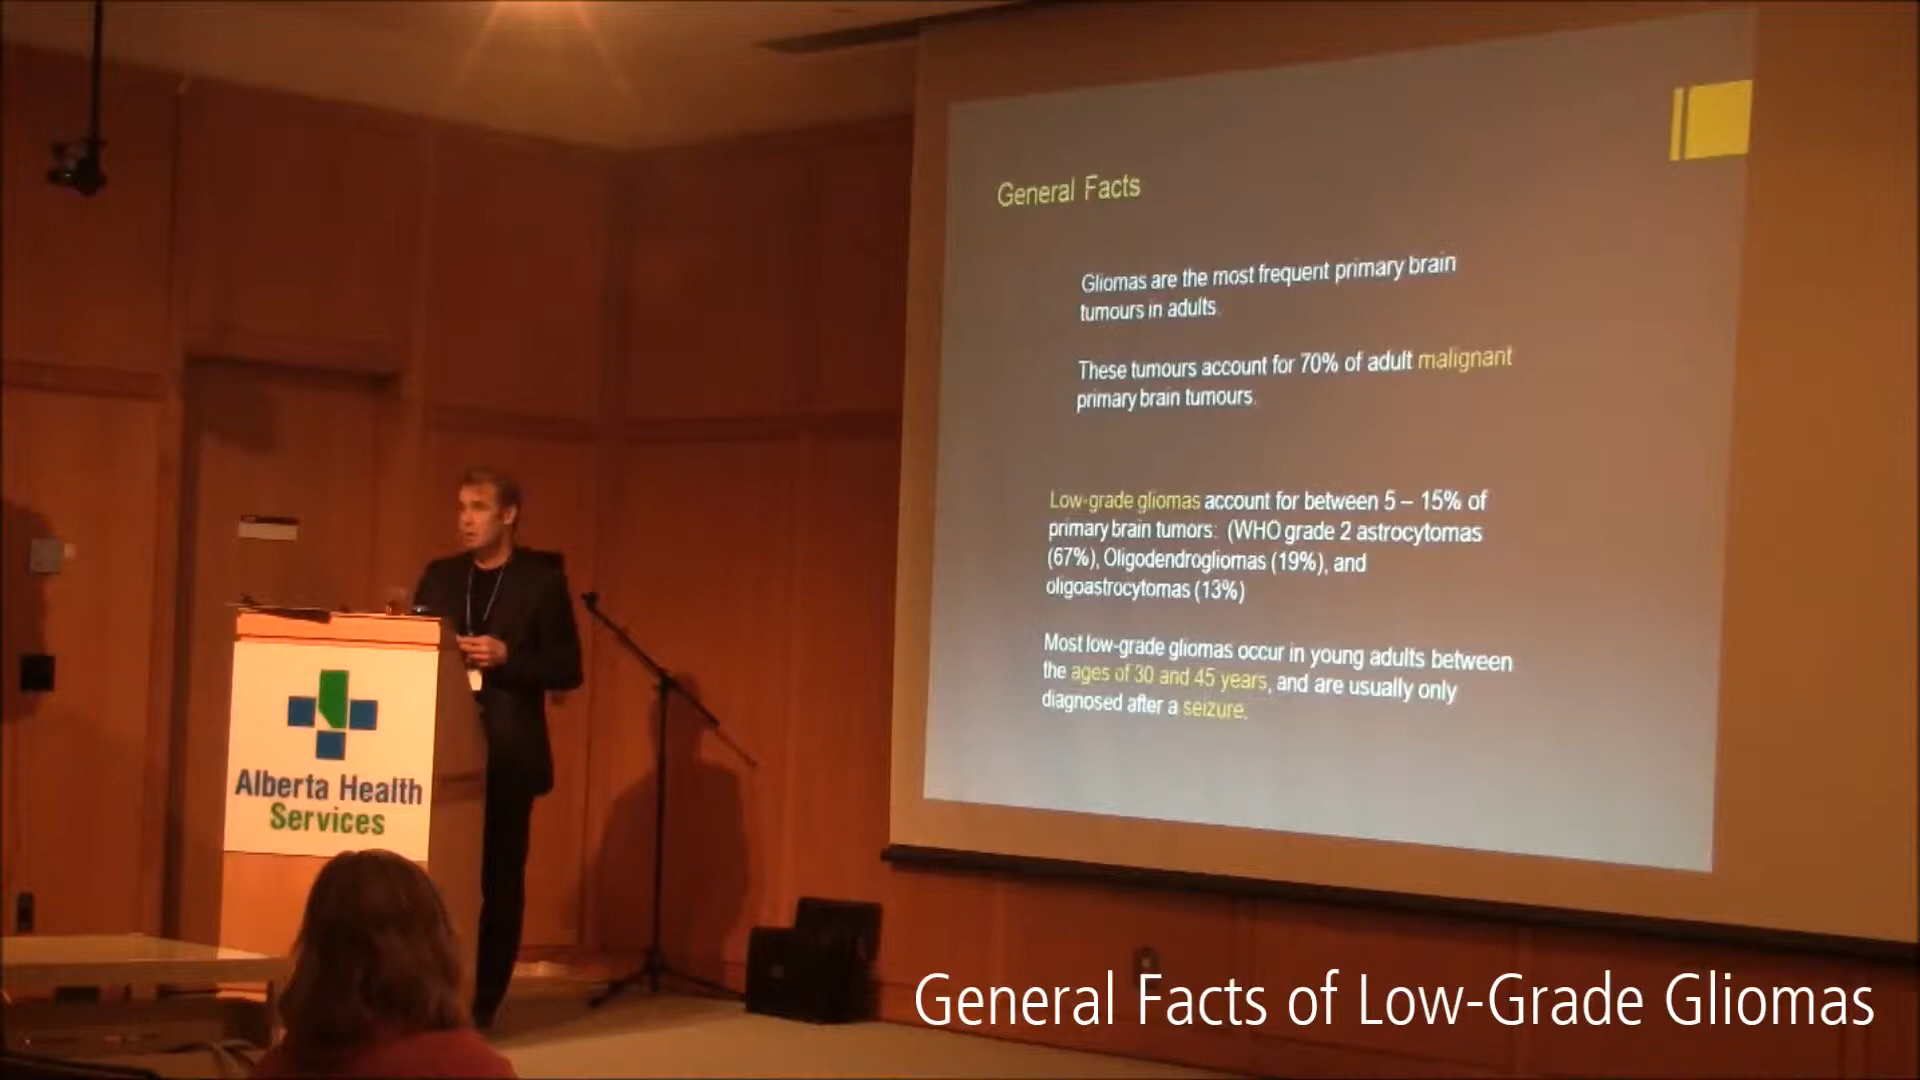 General Facts
Gliomas are the most frequent primary brain
tumours in adults.
These tumours account for 70% of adult malignant
primary brain tumours.
Low-grade gliomas account for between 5 – 15% of
primary brain tumors: (WHO grade 2 astrocytomas
(67%), Oligodendrogliomas (19%), and
oligoastrocytomas (13%)
Most low-grade gliomas occur in young adults between
the ages of 30 and 45 years, and are usually only
diagnosed after a seizure.
Alberta Health
Services
General Facts of Low-Grade Gliomas